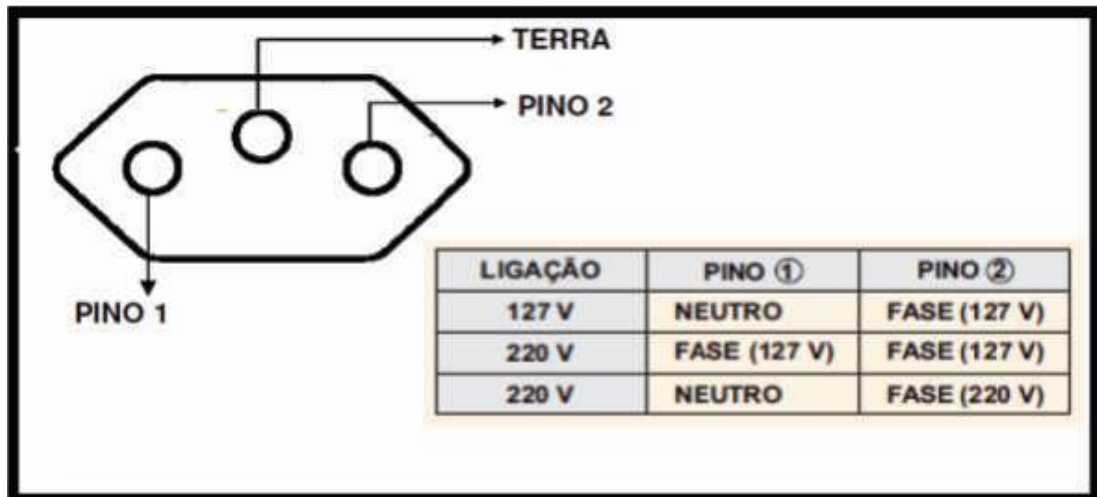 TERRA
PINO 2
PINO 1
LIGAÇÃO PINO ① PINO ②
127 V NEUTRO FASE (127 V)
220 V FASE (127 V) FASE (127 V)
220 V NEUTRO FASE (220 V)